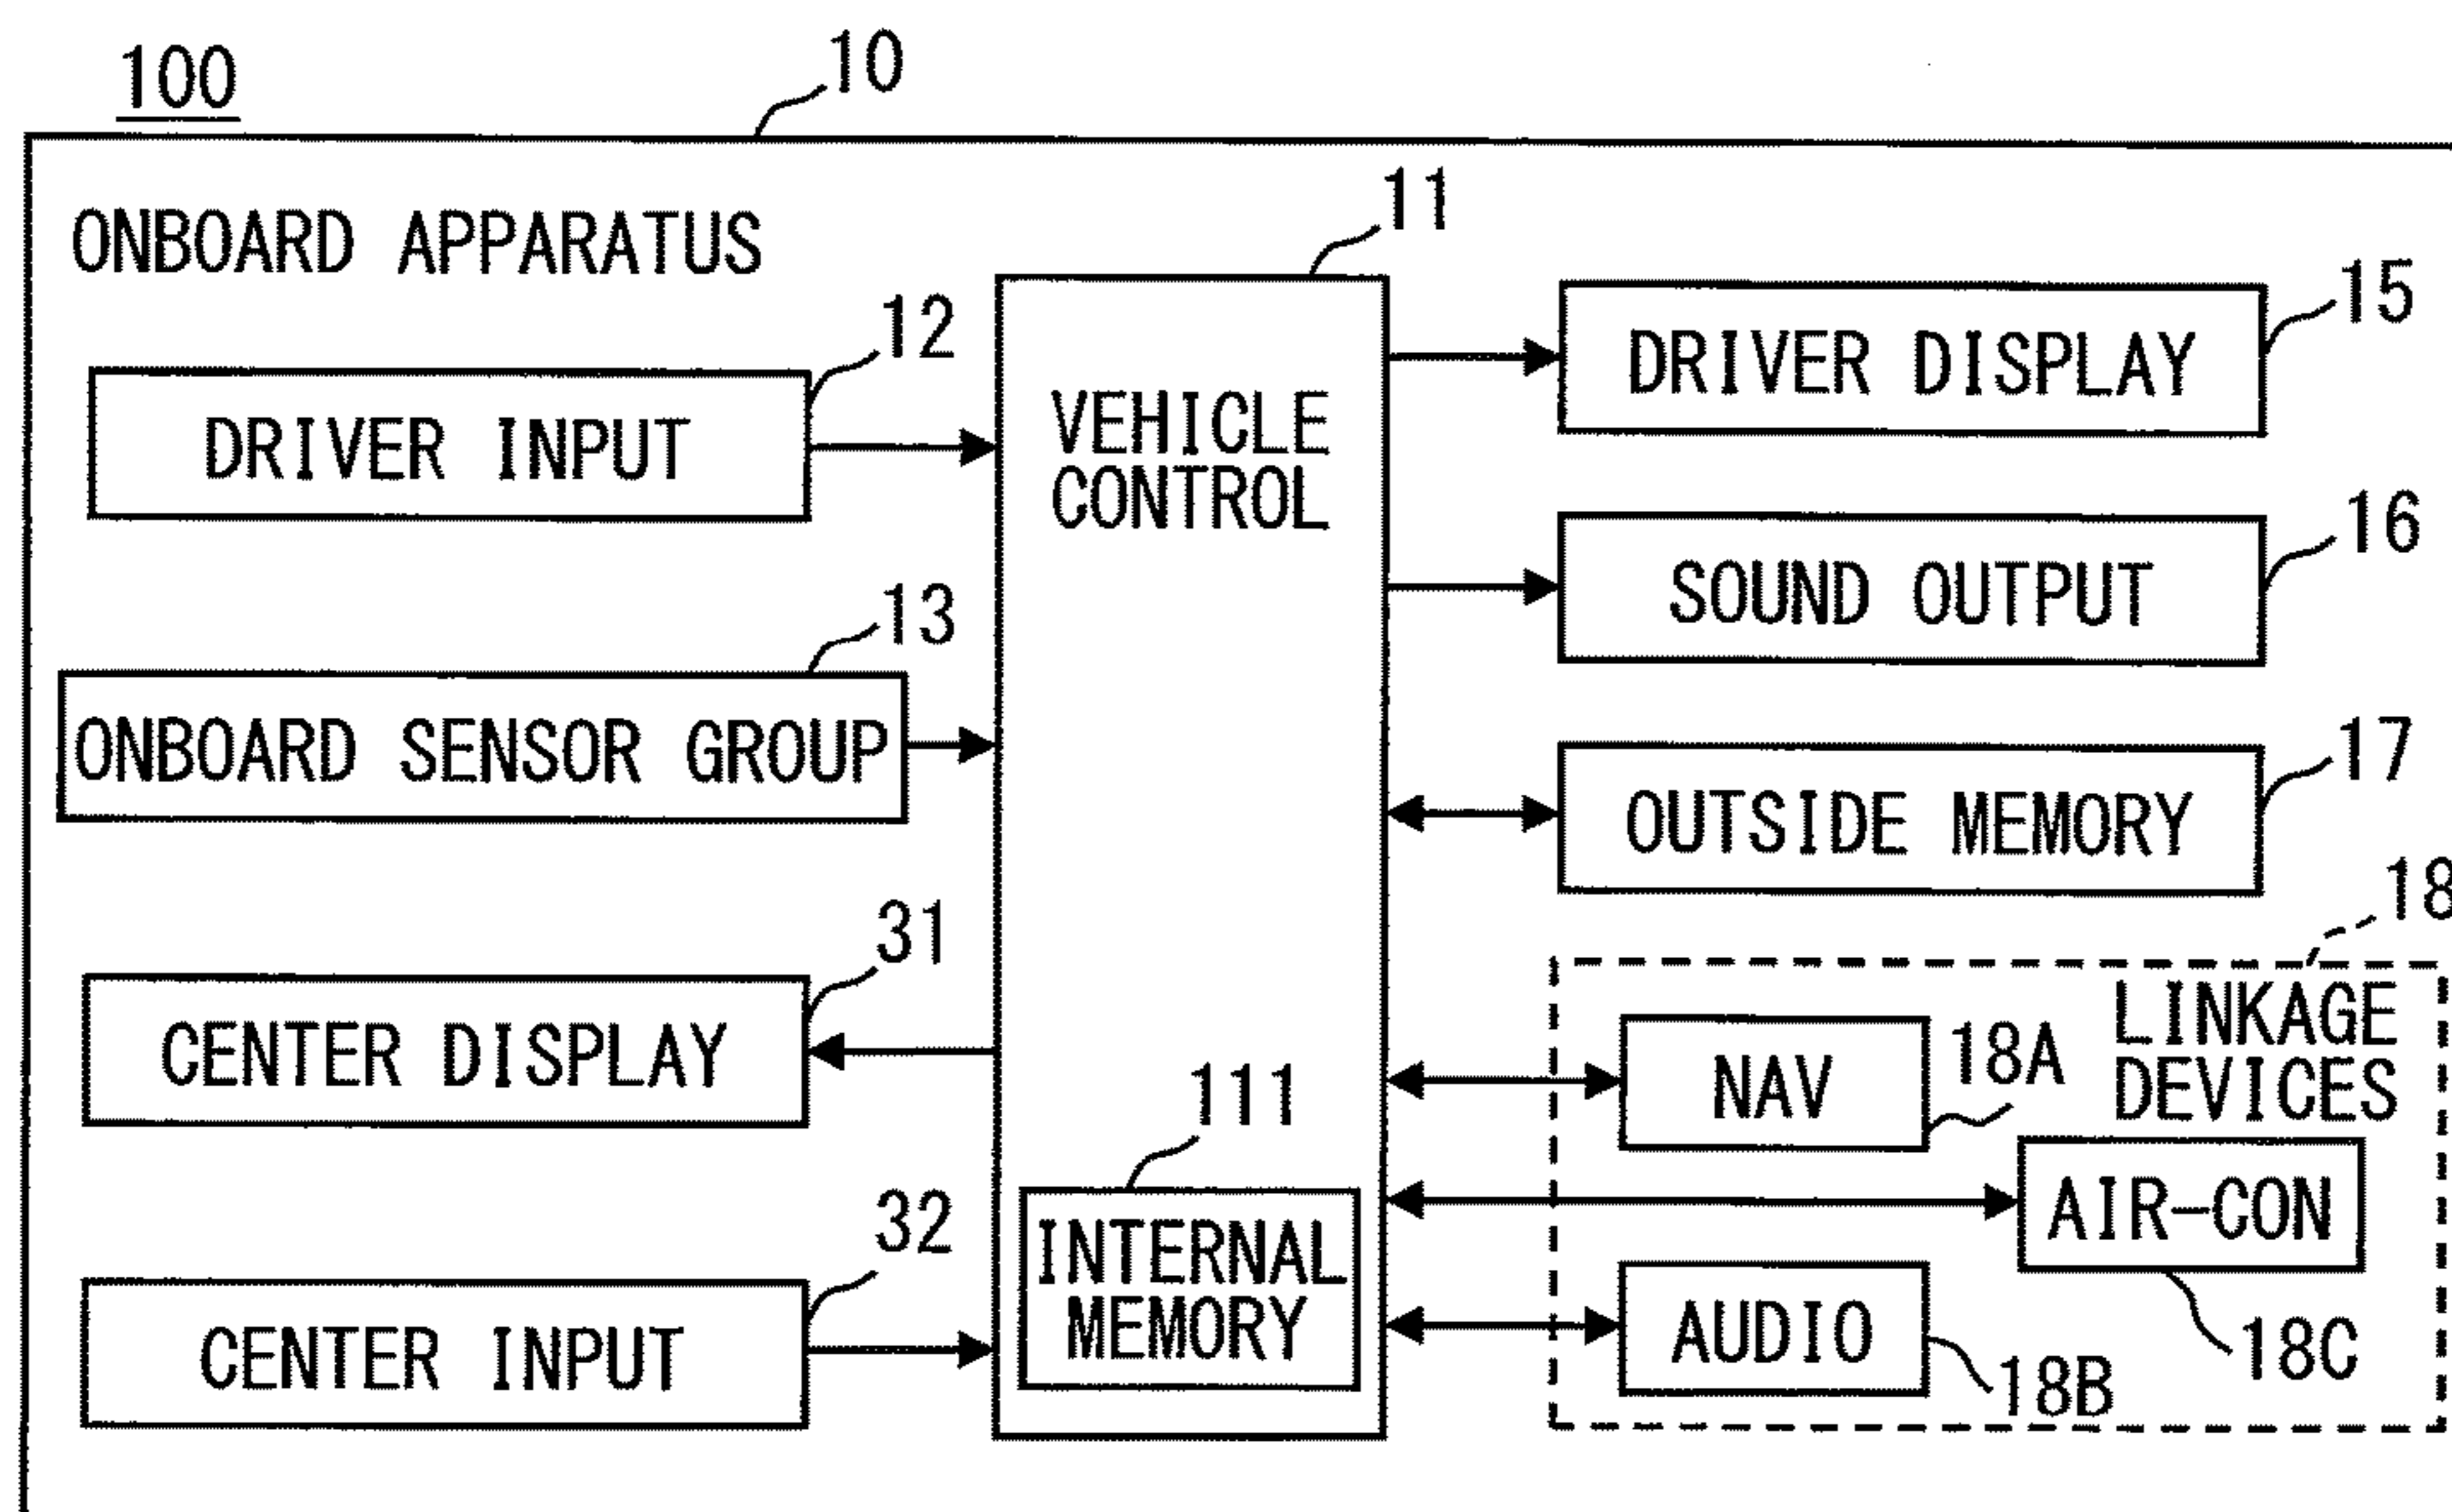 100
10
ONBOARD APPARATUS
11
12
DRIVER INPUT
VEHICLE
CONTROL
15
DRIVER DISPLAY
16
SOUND OUTPUT
13
ONBOARD SENSOR GROUP
17
OUTSIDE MEMORY
31
CENTER DISPLAY
18
LINKAGE
DEVICES
NAV
18A
111
INTERNAL
MEMORY
AIR-CON
18C
32
CENTER INPUT
AUDIO
18B